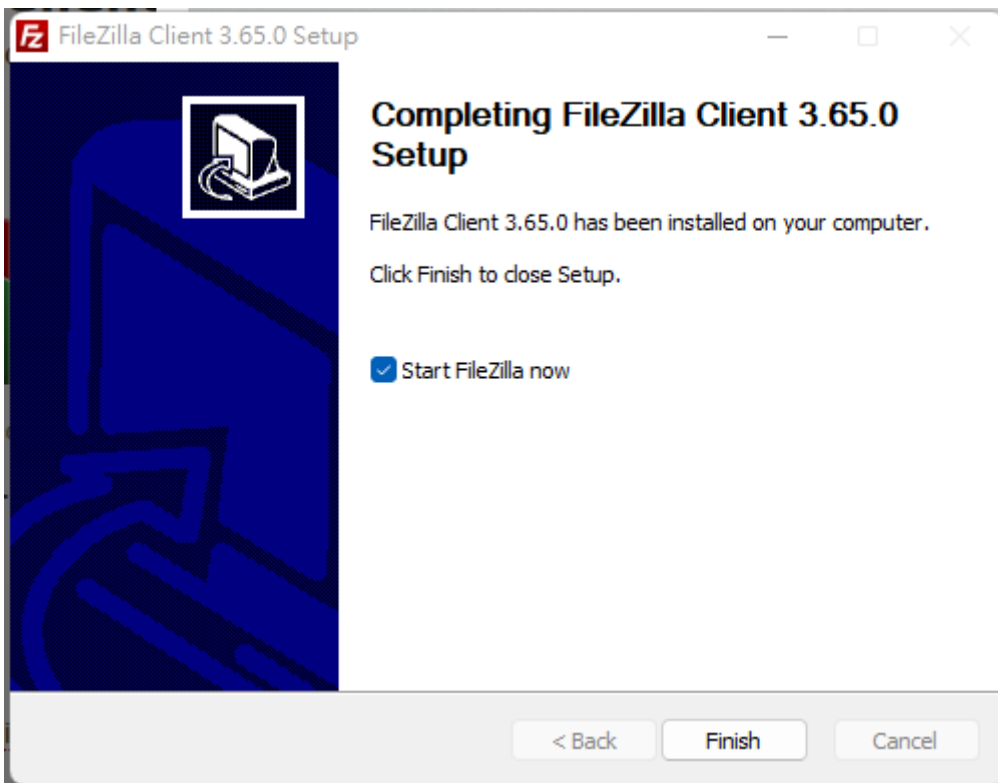 FileZilla Client 3.65.0 Setup
Completing FileZilla Client 3.65.0
Setup
FileZilla Client 3.65.0 has been installed on your computer.
Click Finish to close Setup.
Start FileZilla now
< Back
Finish
Cancel